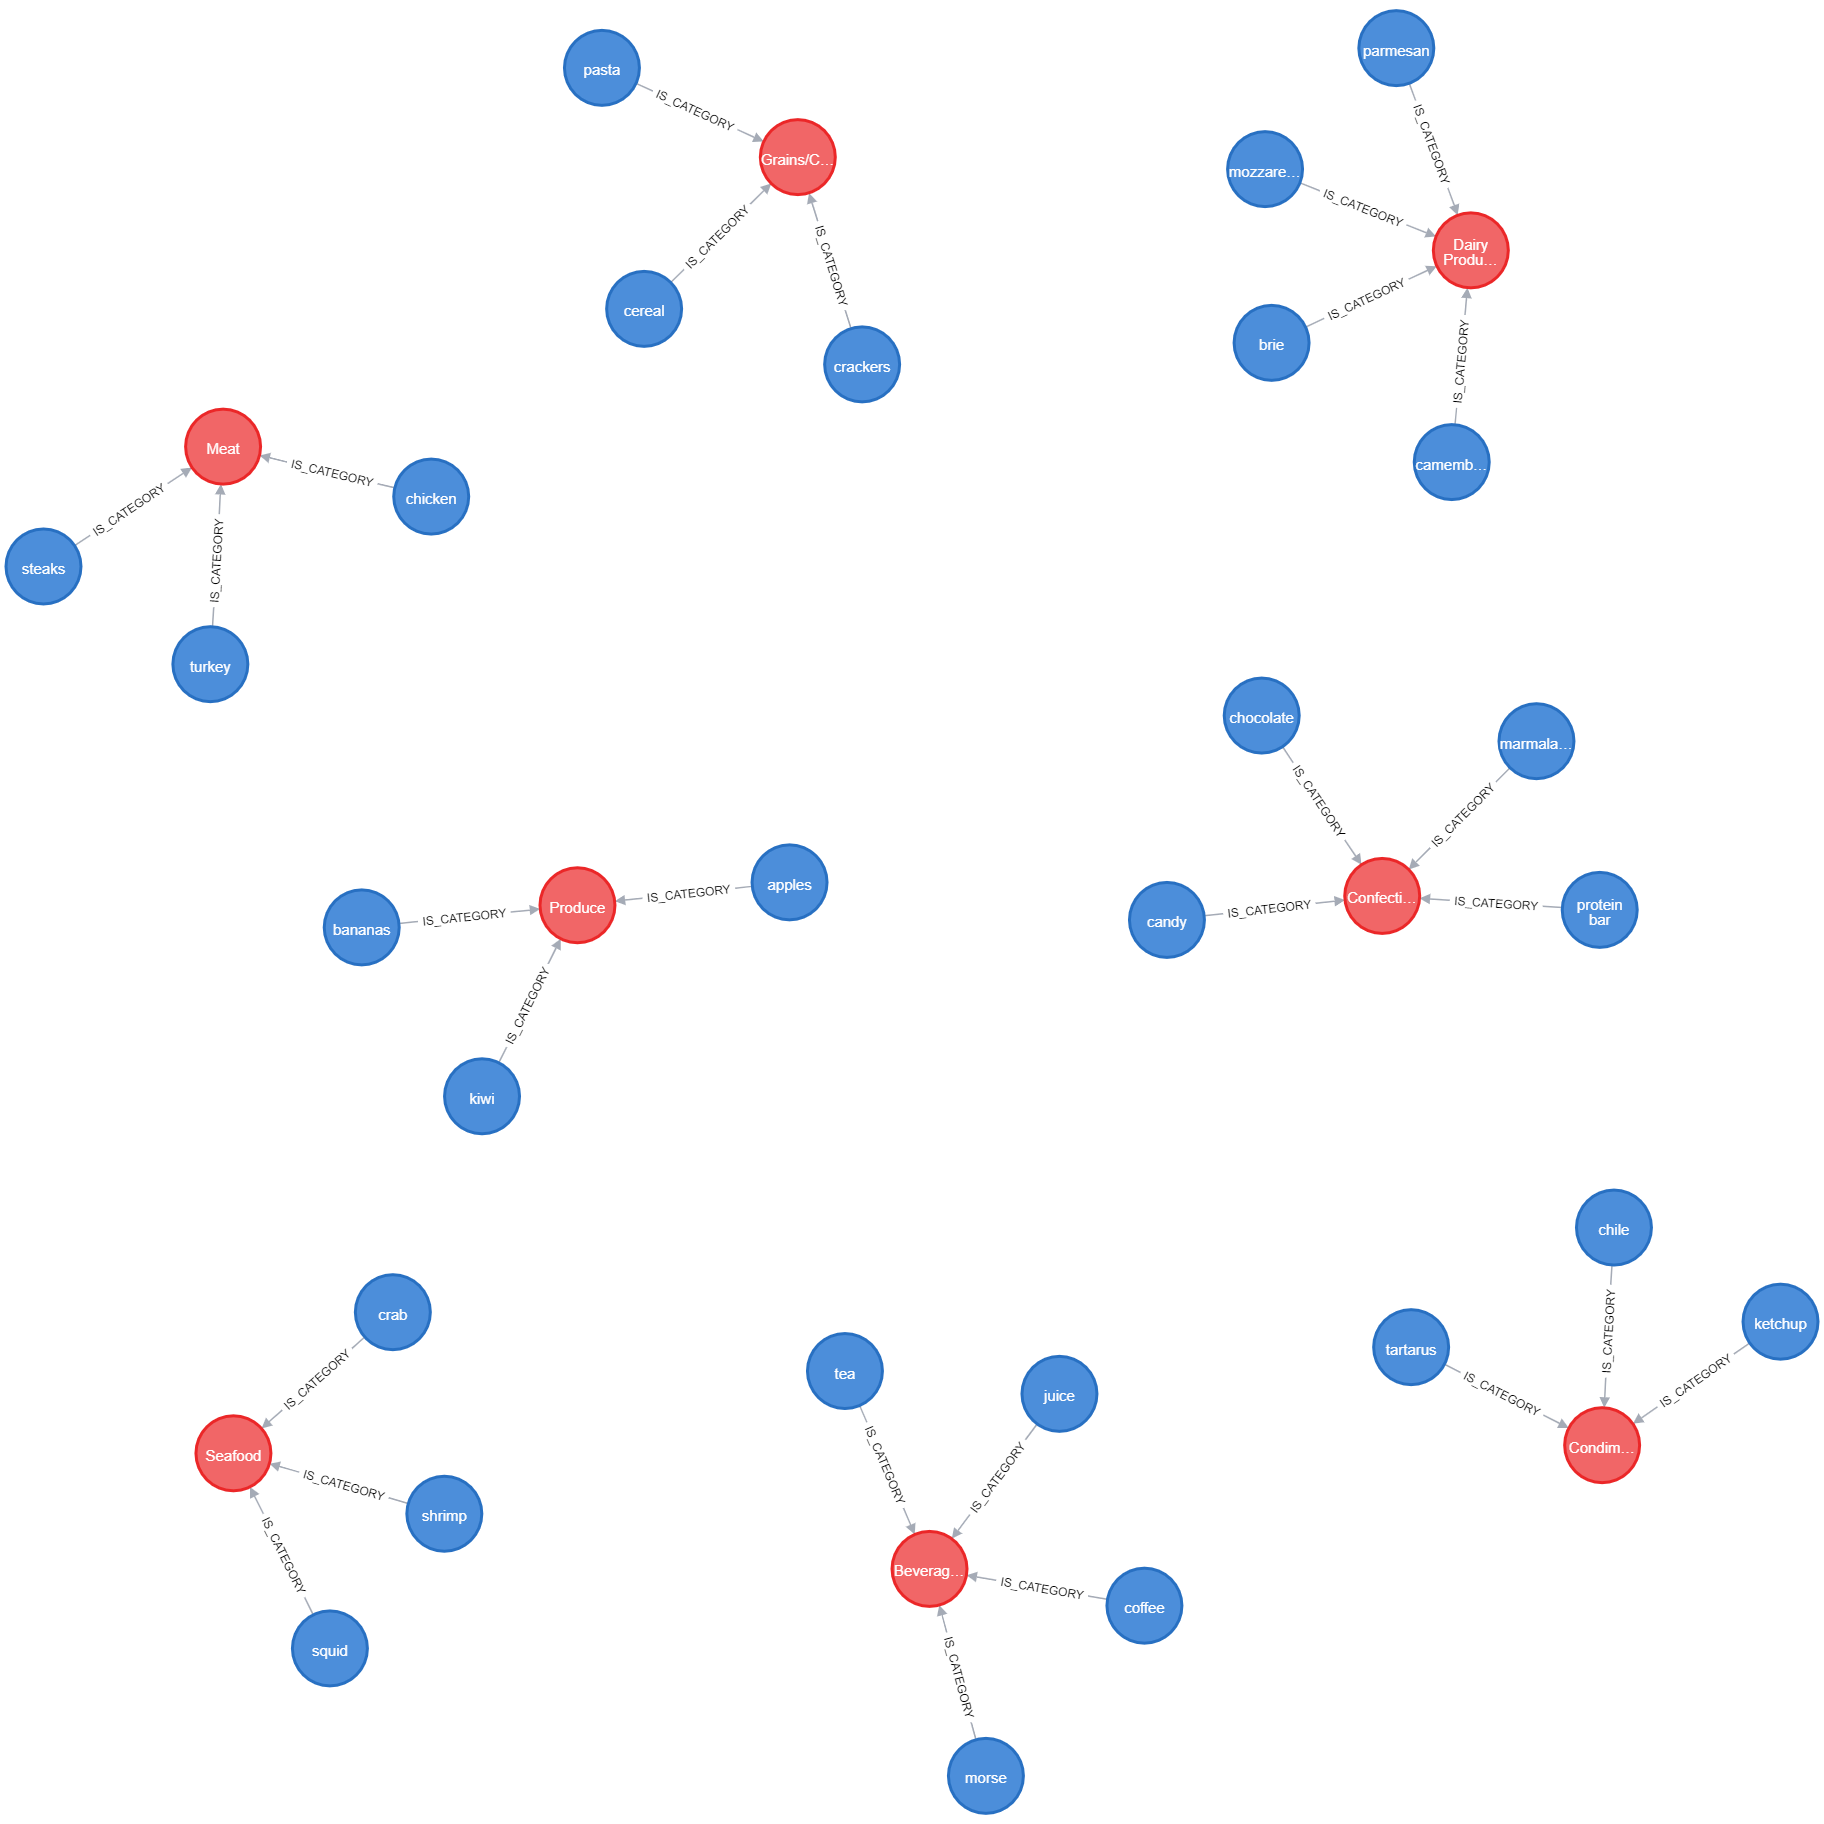 pasta
IS_CATEGORY
Grains/C...
IS_CATEGORY
cereal
IS_CATEGORY
crackers
parmesan
IS_CATEGORY
mozzare...
IS_CATEGORY
Dairy
Produ...
IS_CATEGORY
brie
IS_CATEGORY
camemb...
Meat
IS_CATEGORY
chicken
IS_CATEGORY
steaks
IS_CATEGORY
turkey
chocolate
IS_CATEGORY
marmala...
IS_CATEGORY
Confecti...
IS_CATEGORY
candy
IS_CATEGORY
protein
bar
apples
IS_CATEGORY
Produce
IS_CATEGORY
bananas
IS_CATEGORY
kiwi
crab
IS_CATEGORY
Seafood
IS_CATEGORY
shrimp
IS_CATEGORY
squid
tea
IS_CATEGORY
juice
IS_CATEGORY
Beverag...
IS_CATEGORY
coffee
IS_CATEGORY
morse
chile
IS_CATEGORY
ketchup
IS_CATEGORY
tartarus
IS_CATEGORY
Condim...